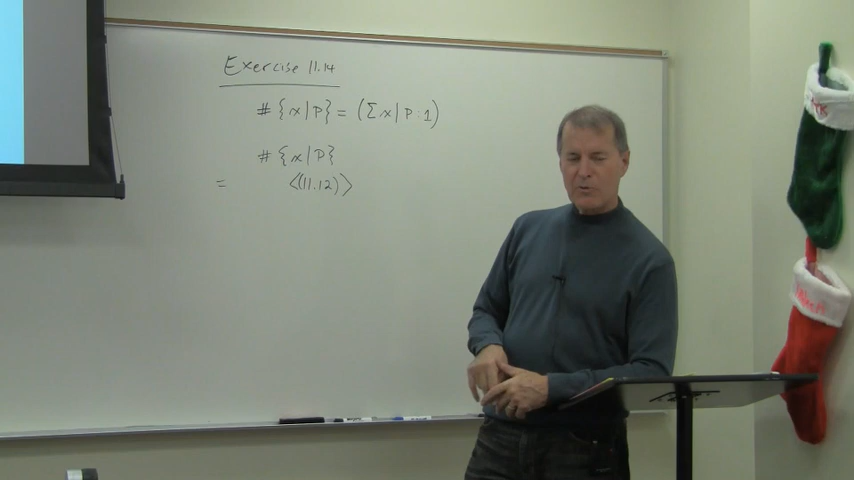 Exercise 11.14
# {x|P} = (Σx|P:1)
# {x|P}
= ⟨(11.12)⟩